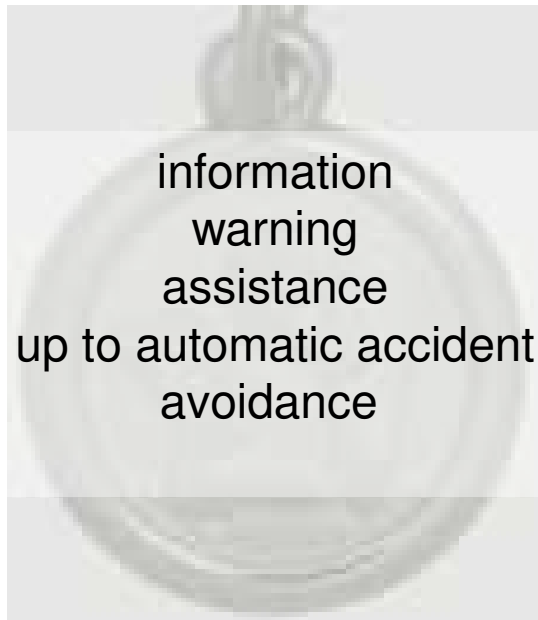 information
warning
assistance
up to automatic accident
avoidance